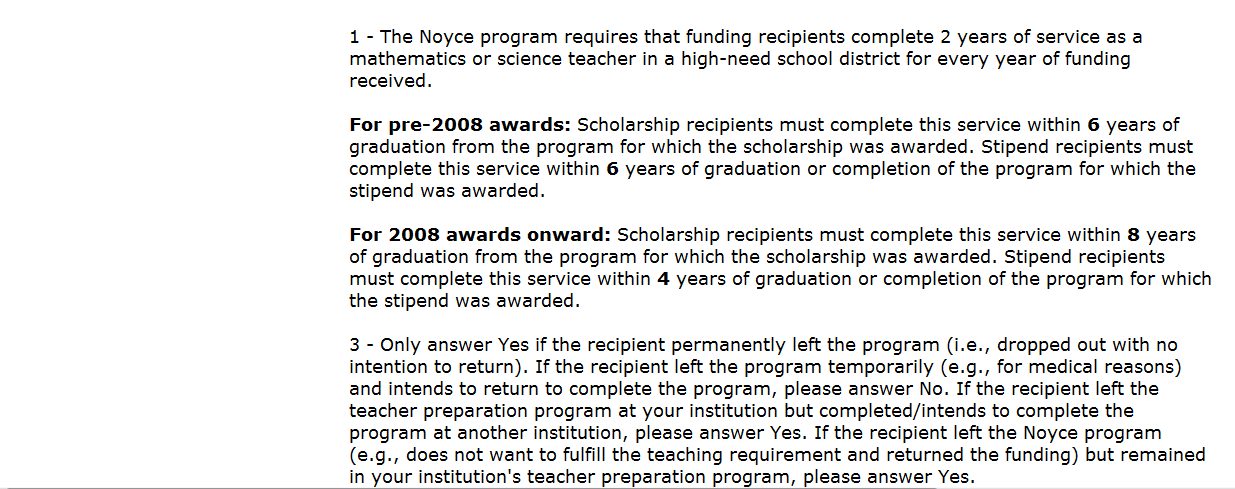 1 - The Noyce program requires that funding recipients complete 2 years of service as a
mathematics or science teacher in a high-need school district for every year of funding
received.
For pre-2008 awards: Scholarship recipients must complete this service within 6 years of
graduation from the program for which the scholarship was awarded. Stipend recipients must
complete this service within 6 years of graduation or completion of the program for which the
stipend was awarded.
For 2008 awards onward: Scholarship recipients must complete this service within 8 years
of graduation from the program for which the scholarship was awarded. Stipend recipients
must complete this service within 4 years of graduation or completion of the program for which
the stipend was awarded.
3 - Only answer Yes if the recipient permanently left the program (i.e., dropped out with no
intention to return). If the recipient left the program temporarily (e.g., for medical reasons)
and intends to return to complete the program, please answer No. If the recipient left the
teacher preparation program at your institution but completed/intends to complete the
program at another institution, please answer Yes. If the recipient left the Noyce program
(e.g., does not want to fulfill the teaching requirement and returned the funding) but remained
in your institution's teacher preparation program, please answer Yes.